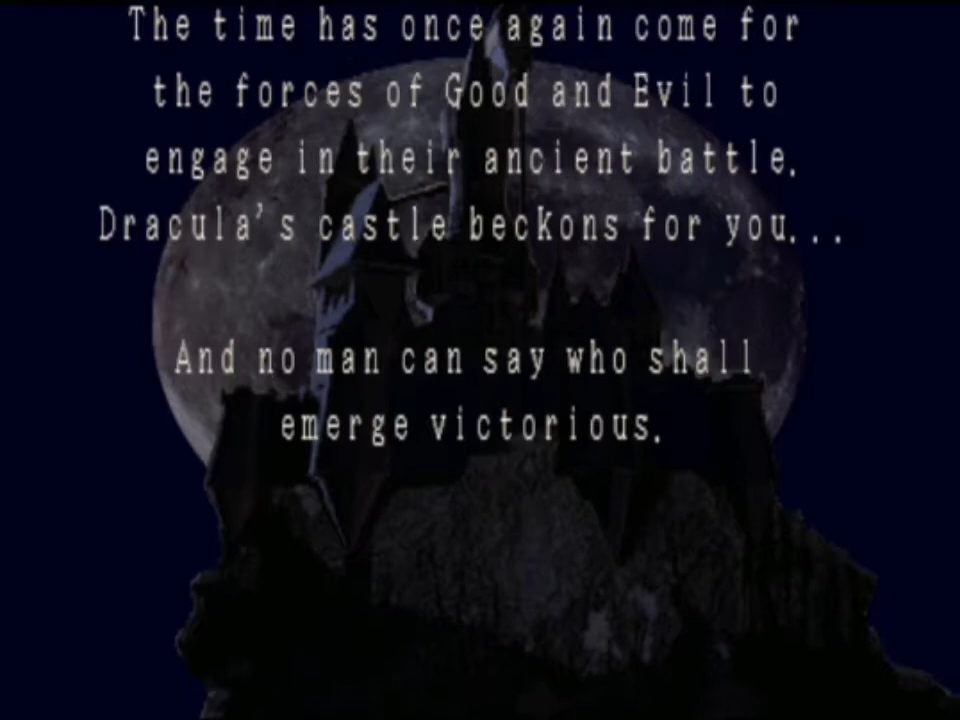 The time has once again come for
the forces of Good and Evil to
engage in their ancient battle.
Dracula's castle beckons for you...
And no man can say who shall
emerge victorious.